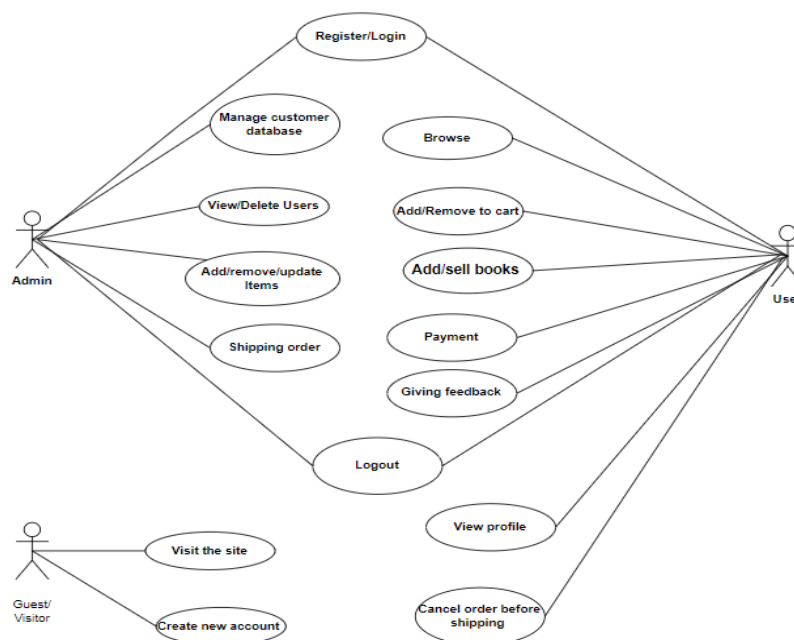 Register/Login
Manage customer
database
Browse
View/Delete Users
Add/Remove to cart
Admin
Add/remove/update
Items
Add/sell books
Use
Shipping order
Payment
Giving feedback
Logout
View profile
Visit the site
Guest/
Visitor
Create new account
Cancel order before
shipping